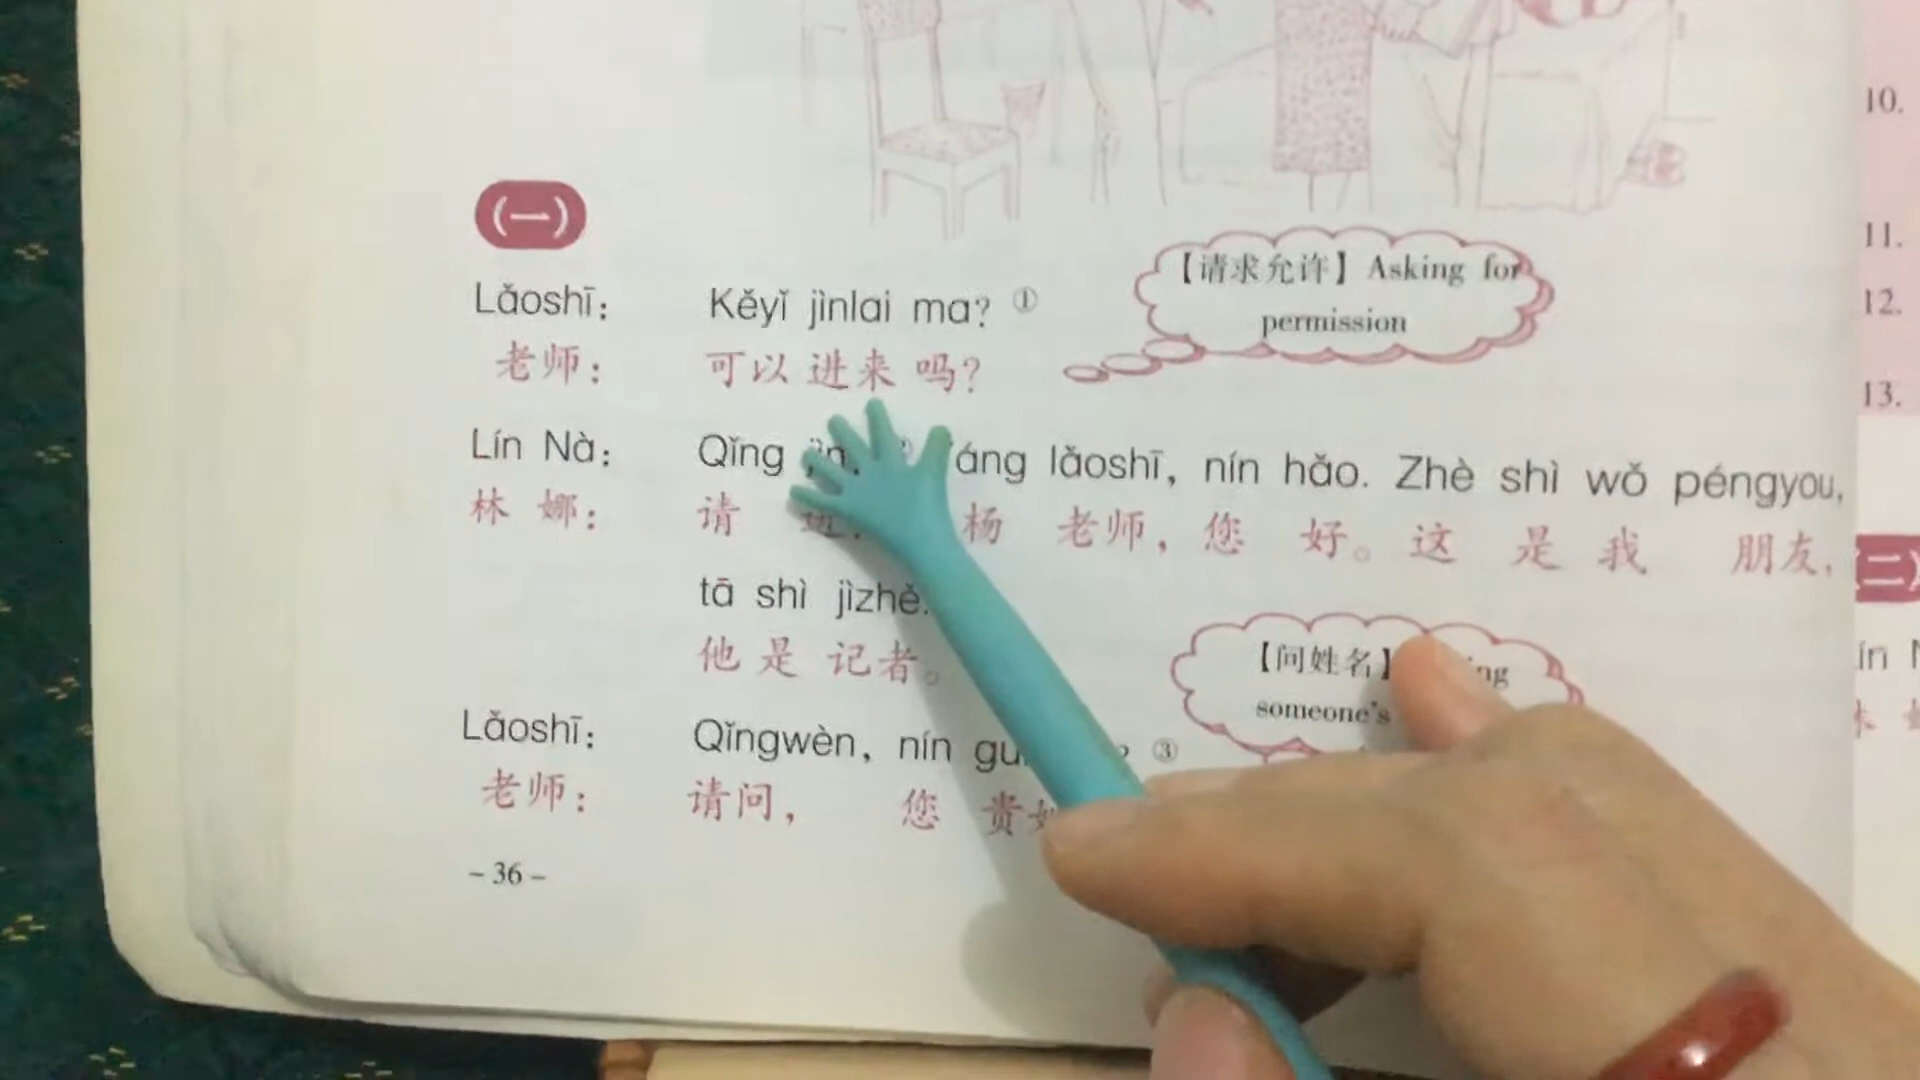 (一)
Lǎoshī: Kěyǐ jìnlai ma? ①
老师: 可以 进来 吗?
【请求允许】Asking for
permission
Lín Nà: Qǐng lǎoshī, nín hǎo. Zhè shì wǒ péngyou,
林 娜: 请 杨 老师, 您 好。这 是 我 朋友,
tā shì jìzhě.
他 是 记者。
【问姓名】
someone's
Lǎoshī: Qǐngwèn, nín ③
老师: 请问, 您 贵
– 36 –
10.
11.
12.
13.
(二)